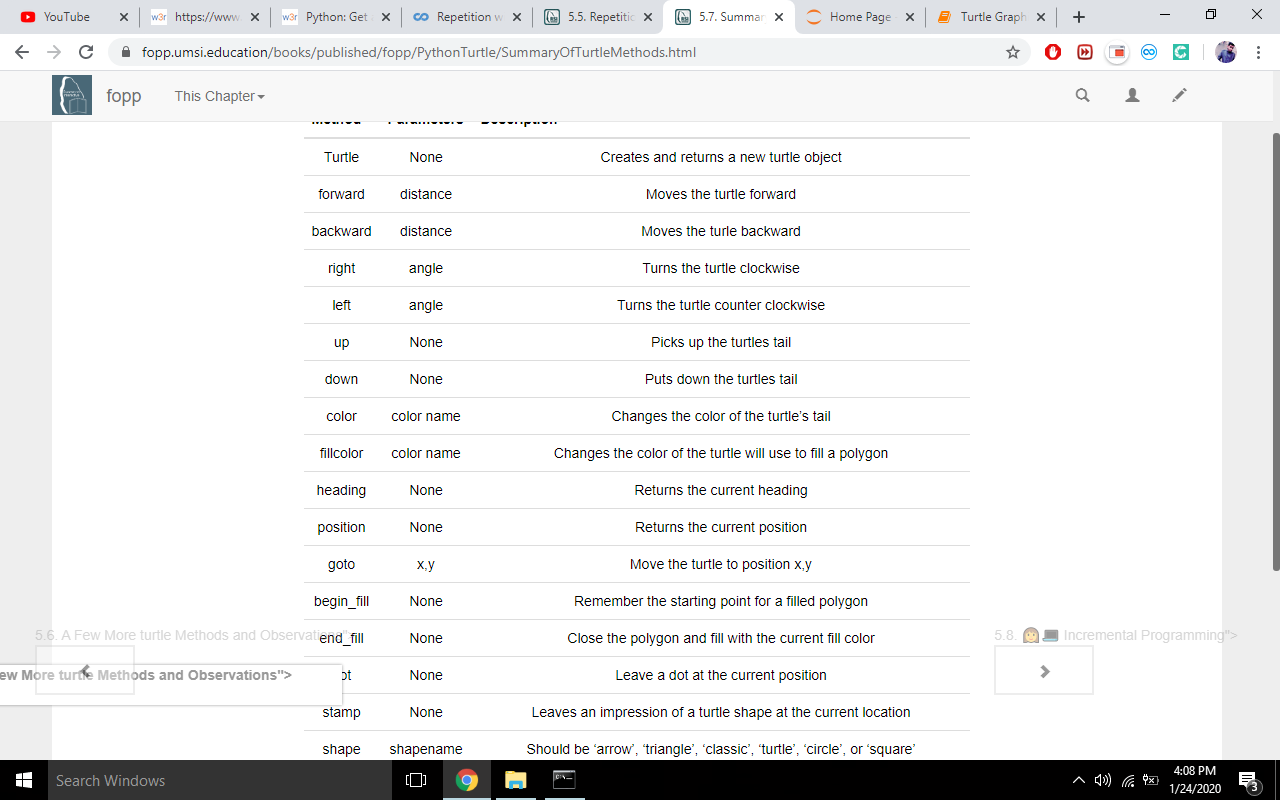 YouTube
https://www.
Python: Get
Repetition w
5.5. Repetitic
5.7. Summar
Home Page
Turtle Graph
fopp.umsi.education/books/published/fopp/PythonTurtle/SummaryOfTurtleMethods.html
fopp This Chapter
Method Parameters Description
Turtle None Creates and returns a new turtle object
forward distance Moves the turtle forward
backward distance Moves the turle backward
right angle Turns the turtle clockwise
left angle Turns the turtle counter clockwise
up None Picks up the turtles tail
down None Puts down the turtles tail
color color name Changes the color of the turtle’s tail
fillcolor color name Changes the color of the turtle will use to fill a polygon
heading None Returns the current heading
position None Returns the current position
goto x,y Move the turtle to position x,y
begin_fill None Remember the starting point for a filled polygon
5.6. A Few More turtle Methods and Observations">
end_fill None Close the polygon and fill with the current fill color
5.8. 👩‍💻 Incremental Programming">
ew More turtle Methods and Observations">
ot None Leave a dot at the current position
stamp None Leaves an impression of a turtle shape at the current location
shape shapename Should be ‘arrow’, ‘triangle’, ‘classic’, ‘turtle’, ‘circle’, or ‘square’
Search Windows
4:08 PM
1/24/2020
3